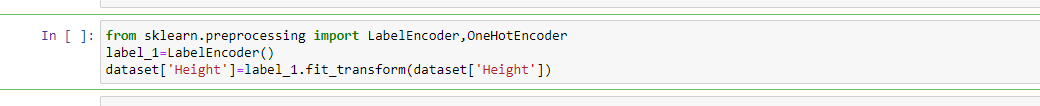 In [ ]: from sklearn.preprocessing import LabelEncoder,OneHotEncoder
label_1=LabelEncoder()
dataset['Height']=label_1.fit_transform(dataset['Height'])